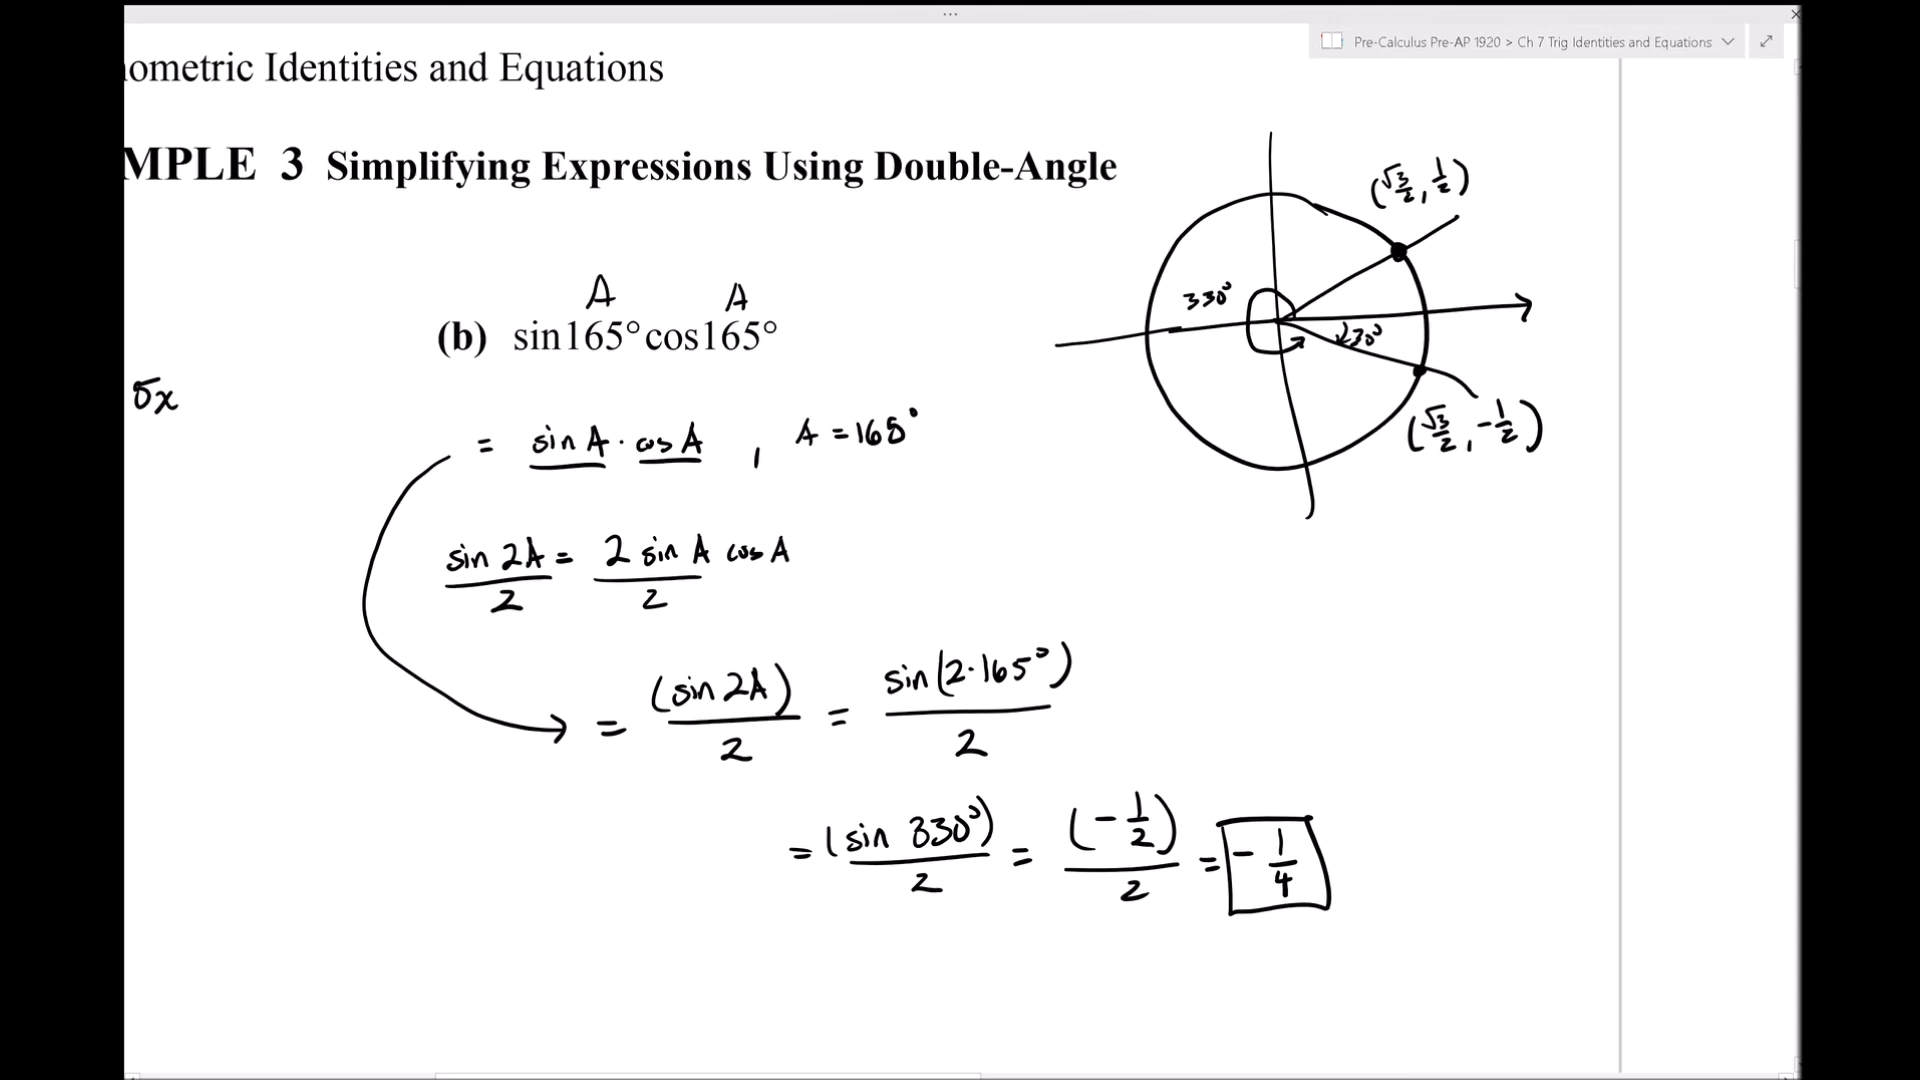 Pre-Calculus Pre-AP 1920 > Ch 7 Trig Identities and Equations
ometric Identities and Equations
MPLE 3 Simplifying Expressions Using Double-Angle
(√3/2, 1/2)
A A
330°
(b) sin165°cos165°
30°
5x
(√3/2, -1/2)
= sin A · cos A , A = 165°
sin 2A / 2 = 2 sin A / 2 cos A
= (sin 2A) / 2 = sin(2·165°) / 2
= (sin 330°) / 2 = (-1/2) / 2 = -1/4